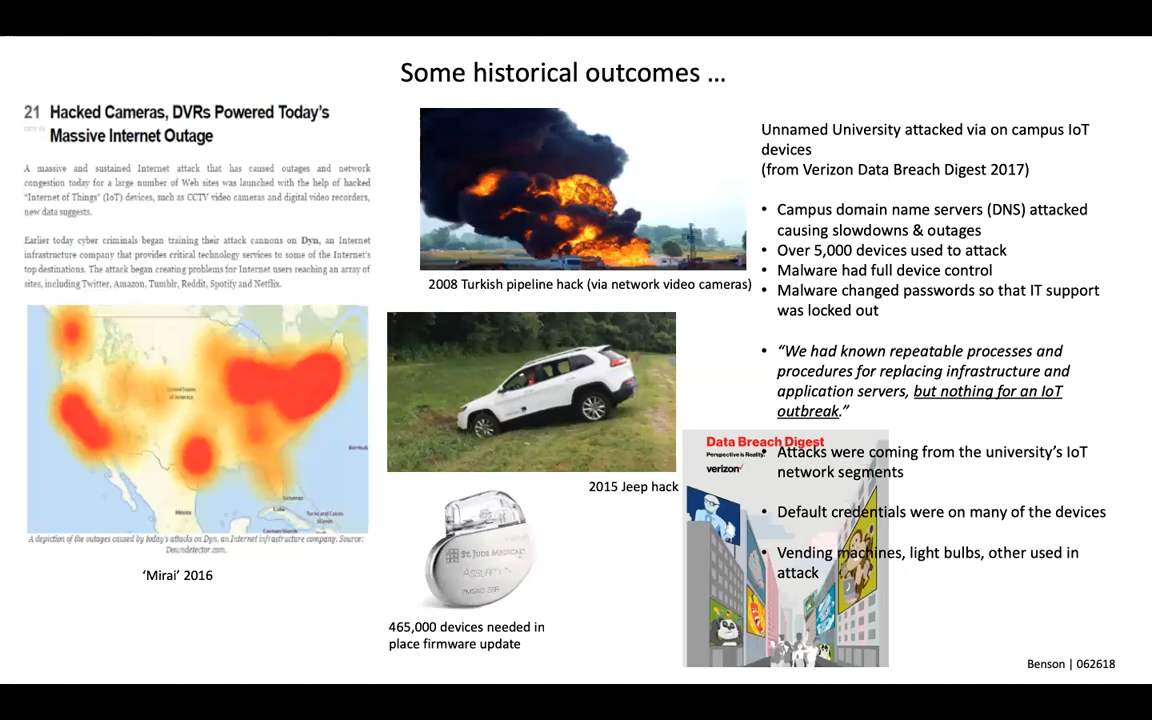 Some historical outcomes ...
21 Hacked Cameras, DVRs Powered Today's
Massive Internet Outage
A massive and sustained Internet attack that has caused outages and network
congestion today for a large number of Web sites was launched with the help of hacked
"Internet of Things" (IoT) devices, such as CCTV video cameras and digital video recorders,
new data suggests.
Earlier today cyber criminals began training their attack cannons on Dyn, an Internet
infrastructure company that provides critical technology services to some of the Internet's
top destinations. The attack began creating problems for Internet users reaching an array of
sites, including Twitter, Amazon, Tumblr, Reddit, Spotify and Netflix.
United States
of America
Mexico
Cuba
A depiction of the outages caused by today's attacks on Dyn, an Internet infrastructure company. Source:
Downdetector.com.
'Mirai' 2016
2008 Turkish pipeline hack (via network video cameras)
2015 Jeep hack
St. Jude Medical
Assurity
465,000 devices needed in
place firmware update
Unnamed University attacked via on campus IoT
devices
(from Verizon Data Breach Digest 2017)
• Campus domain name servers (DNS) attacked
causing slowdowns & outages
• Over 5,000 devices used to attack
• Malware had full device control
• Malware changed passwords so that IT support
was locked out
• "We had known repeatable processes and
procedures for replacing infrastructure and
application servers, but nothing for an IoT
outbreak."
Data Breach Digest
Perspective is Reality.
verizon
• Attacks were coming from the university's IoT
network segments
• Default credentials were on many of the devices
• Vending machines, light bulbs, other used in
attack
Benson | 062618